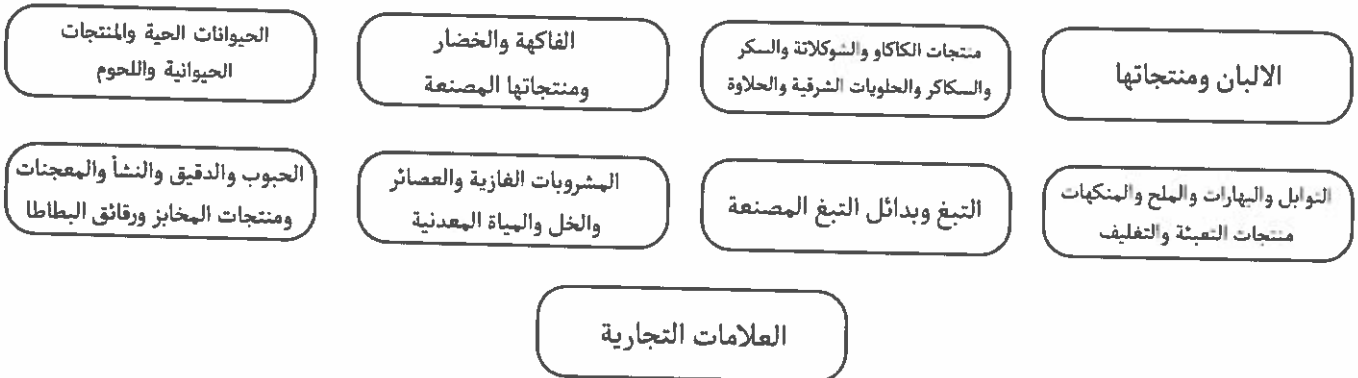 الالبان ومنتجاتها
منتجات الكاكاو والشوكلاتة والسكر
والسكاكر والحلويات الشرقية والحلاوة
الفاكهة والخضار
ومنتجاتها المصنعة
الحيوانات الحية والمنتجات
الحيوانية واللحوم
التوابل والبهارات والملح والمنكهات
منتجات التعبئة والتغليف
التبغ وبدائل التبغ المصنعة
المشروبات الغازية والعصائر
والخل والمياة المعدنية
الحبوب والدقيق والنشأ والمعجنات
ومنتجات المخابز ورقائق البطاطا
العلامات التجارية